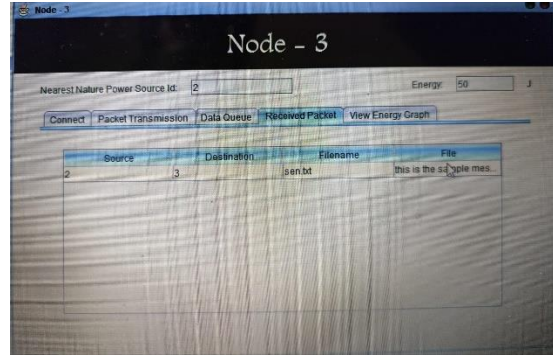 Node - 3
Node - 3
Nearest Nature Power Source Id: 2 Energy: 50 J
Connect Packet Transmission Data Queue Received Packet View Energy Graph
Source Destination Filename File
2 3 sen.txt this is the sample mes...